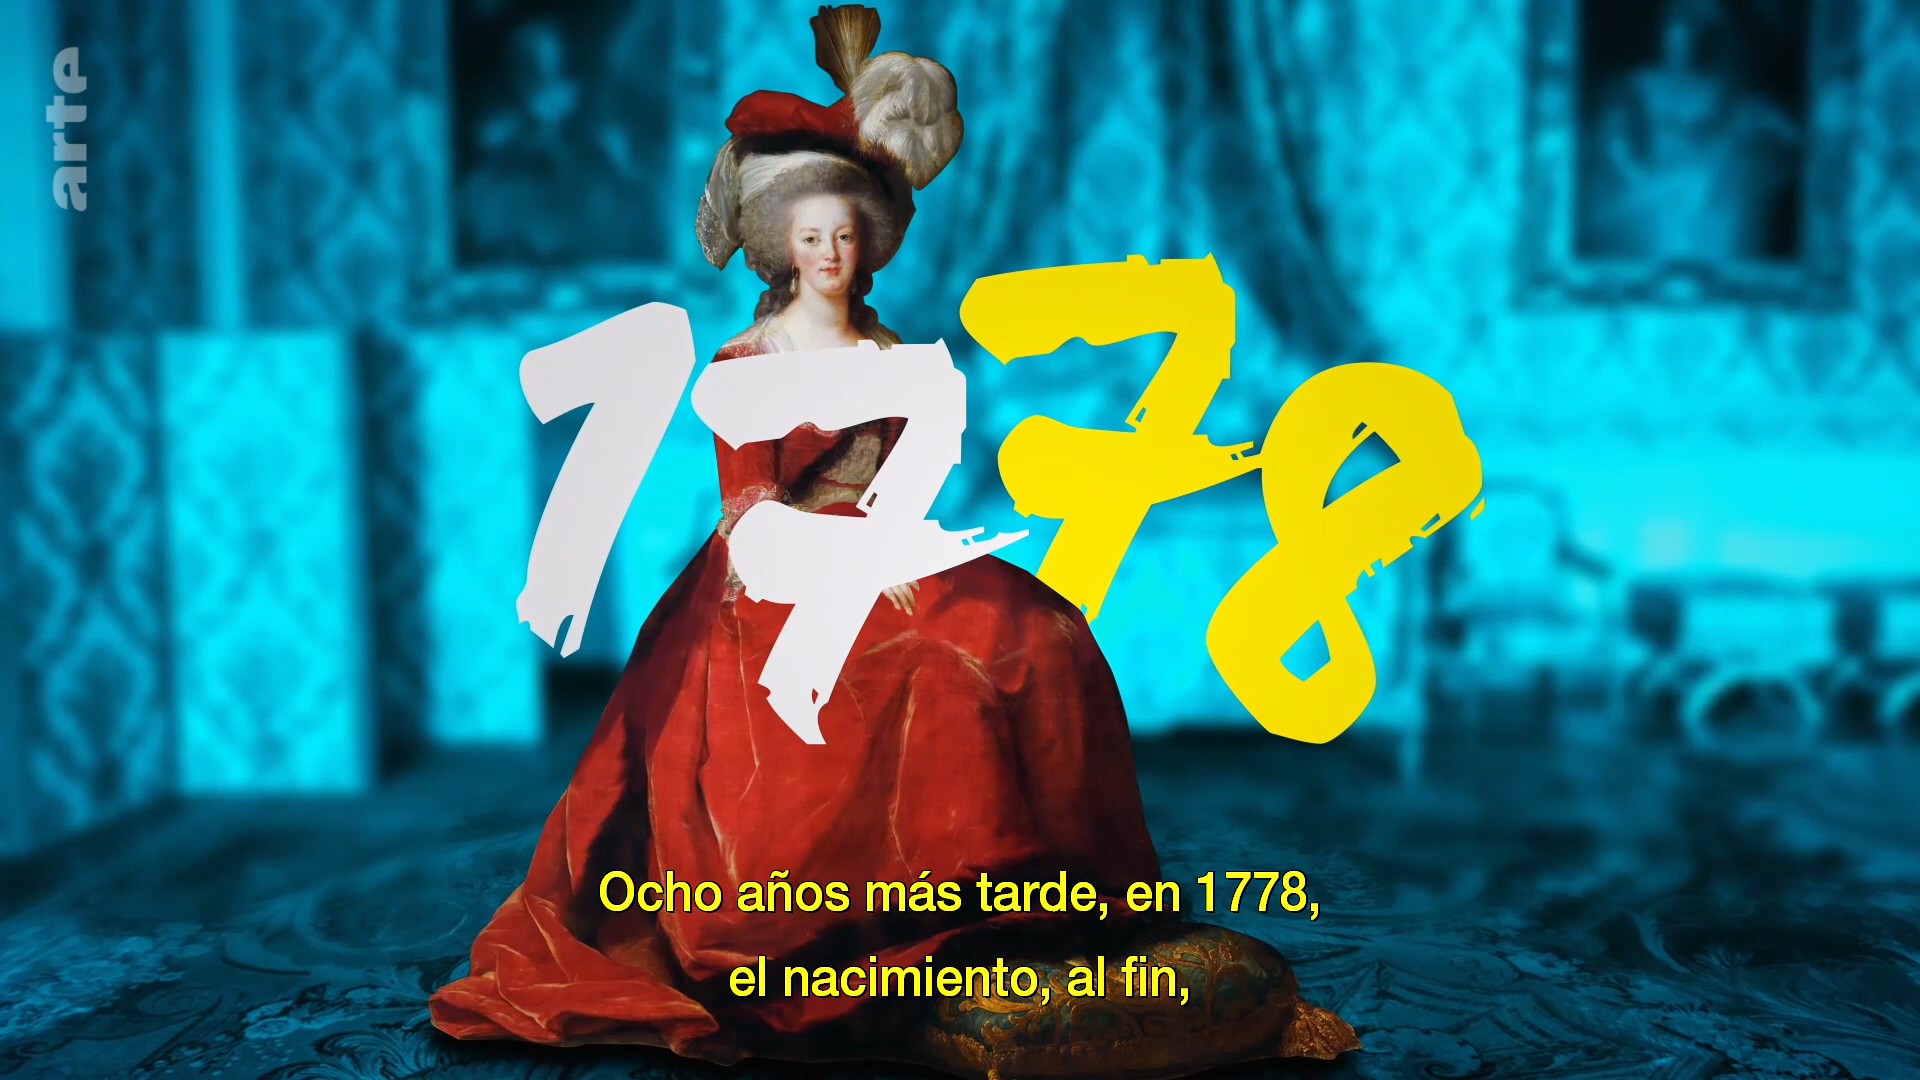 arte
1778
Ocho años más tarde, en 1778,
el nacimiento, al fin,